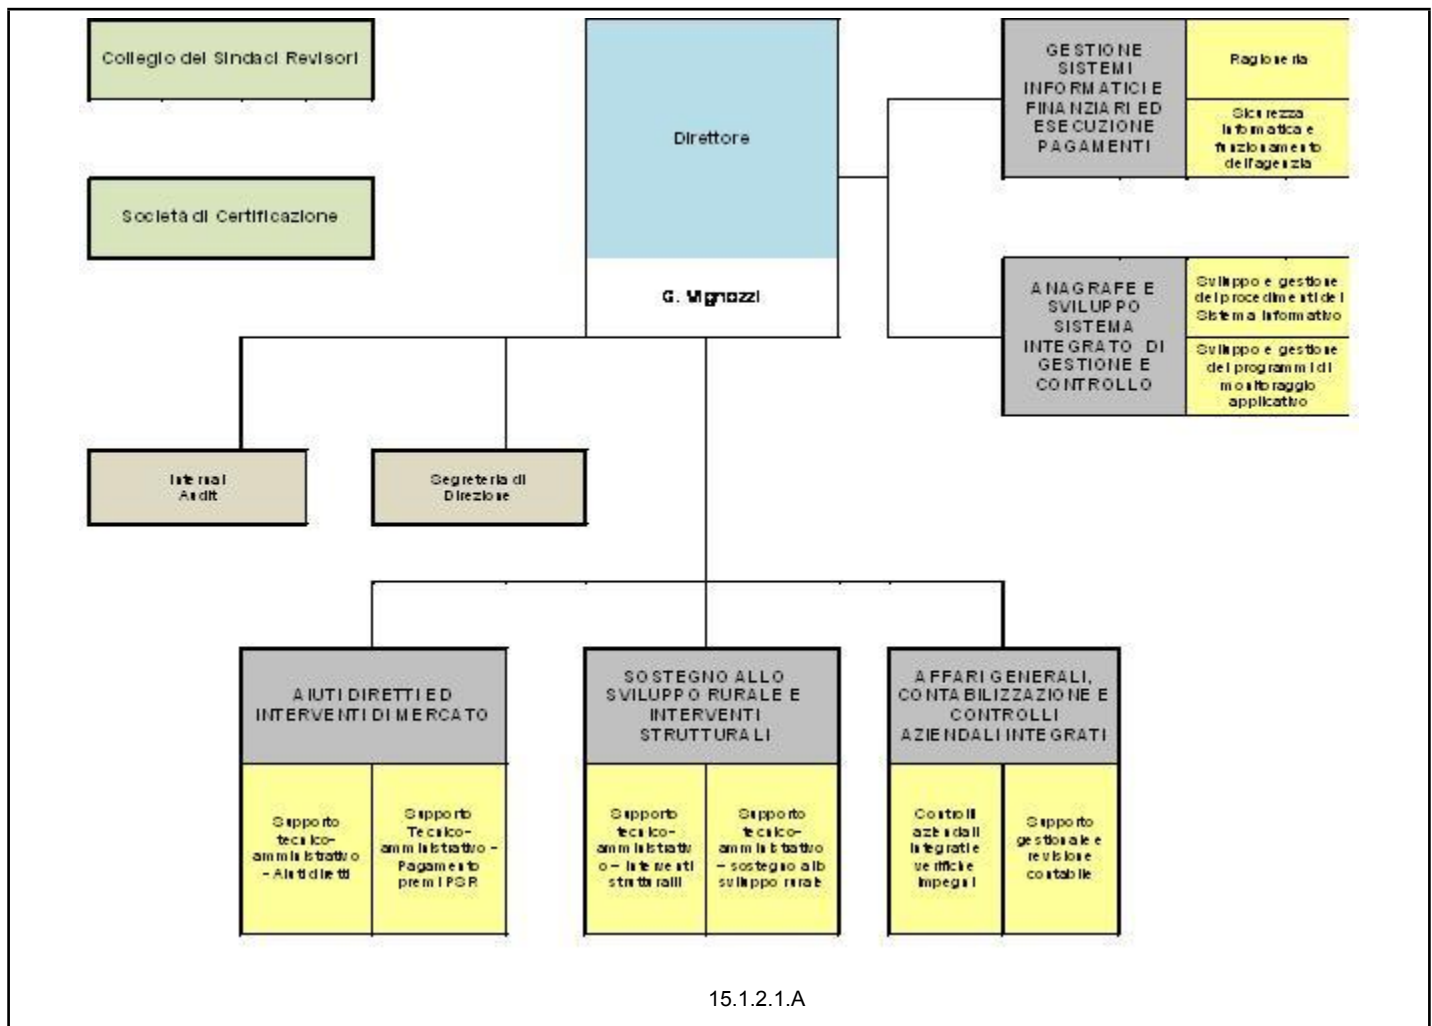 Collegio dei Sindaci Revisori
Società di Certificazione
Direttore
G. Vignozzi
GESTIONE
SISTEMI
INFORMATICI E
FINANZIARI ED
ESECUZIONE
PAGAMENTI
Ragioneria
Sicurezza
informatica e
funzionamento
dell'agenzia
ANAGRAFE E
SVILUPPO
SISTEMA
INTEGRATO DI
GESTIONE E
CONTROLLO
Sviluppo e gestione
dei procedimenti del
Sistema Informativo
Sviluppo e gestione
dei programmi di
monitoraggio
applicativo
Internal
Audit
Segreteria di
Direzione
AIUTI DIRETTI ED
INTERVENTI DI MERCATO
Supporto
tecnico-
amministrativo
- Aiuti diretti
Supporto
Tecnico-
amministrativo -
Pagamento
premi PSR
SOSTEGNO ALLO
SVILUPPO RURALE E
INTERVENTI
STRUTTURALI
Supporto
tecnico-
amministrativ
o - interventi
strutturali
Supporto
tecnico-
amministrativo
- sostegno allo
sviluppo rurale
AFFARI GENERALI,
CONTABILIZZAZIONE E
CONTROLLI
AZIENDALI INTEGRATI
Controlli
aziendali
integrati e
verifiche
impegni
Supporto
gestionale e
revisione
contabile
15.1.2.1.A